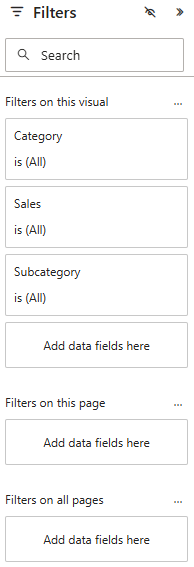 Filters
Search
Filters on this visual
...
Category
is (All)
Sales
is (All)
Subcategory
is (All)
Add data fields here
Filters on this page
...
Add data fields here
Filters on all pages
...
Add data fields here